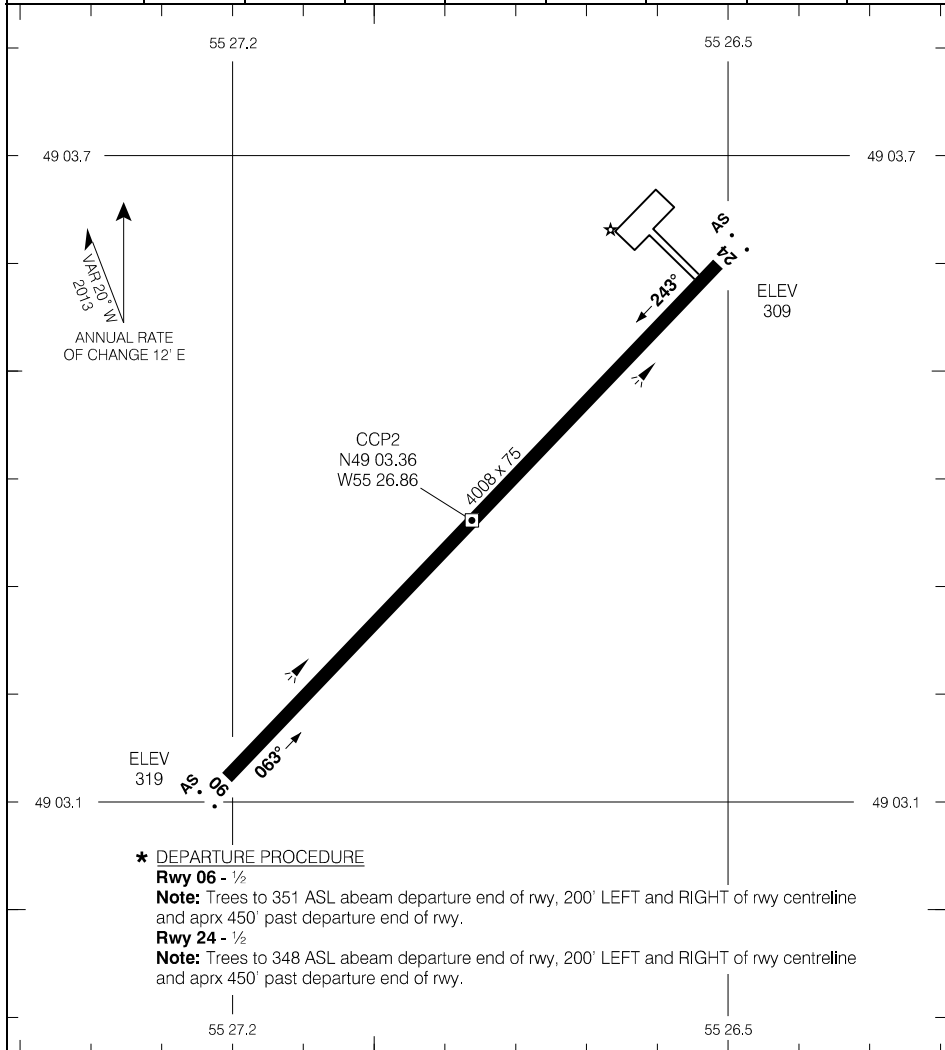 55 27.2
55 26.5
49 03.7
49 03.7
AS
24
VAR 20° W
2013
243°
ELEV
309
ANNUAL RATE
OF CHANGE 12' E
CCP2
N49 03.36
W55 26.86
4008 x 75
ELEV
319
063°
AS
06
49 03.1
49 03.1
* DEPARTURE PROCEDURE
Rwy 06 - ½
Note: Trees to 351 ASL abeam departure end of rwy, 200' LEFT and RIGHT of rwy centreline
and aprx 450' past departure end of rwy.
Rwy 24 - ½
Note: Trees to 348 ASL abeam departure end of rwy, 200' LEFT and RIGHT of rwy centreline
and aprx 450' past departure end of rwy.
55 27.2
55 26.5